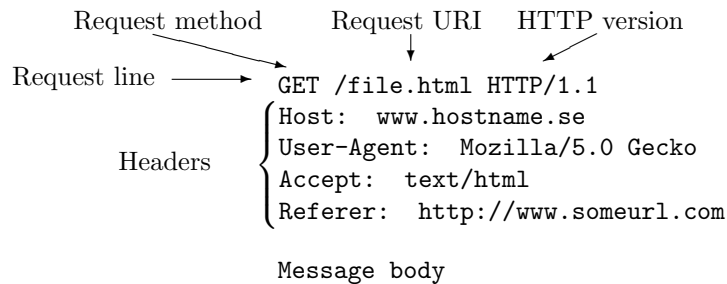 Request method Request URI HTTP version
Request line GET /file.html HTTP/1.1
Host: www.hostname.se
User-Agent: Mozilla/5.0 Gecko
Headers
Accept: text/html
Referer: http://www.someurl.com
Message body